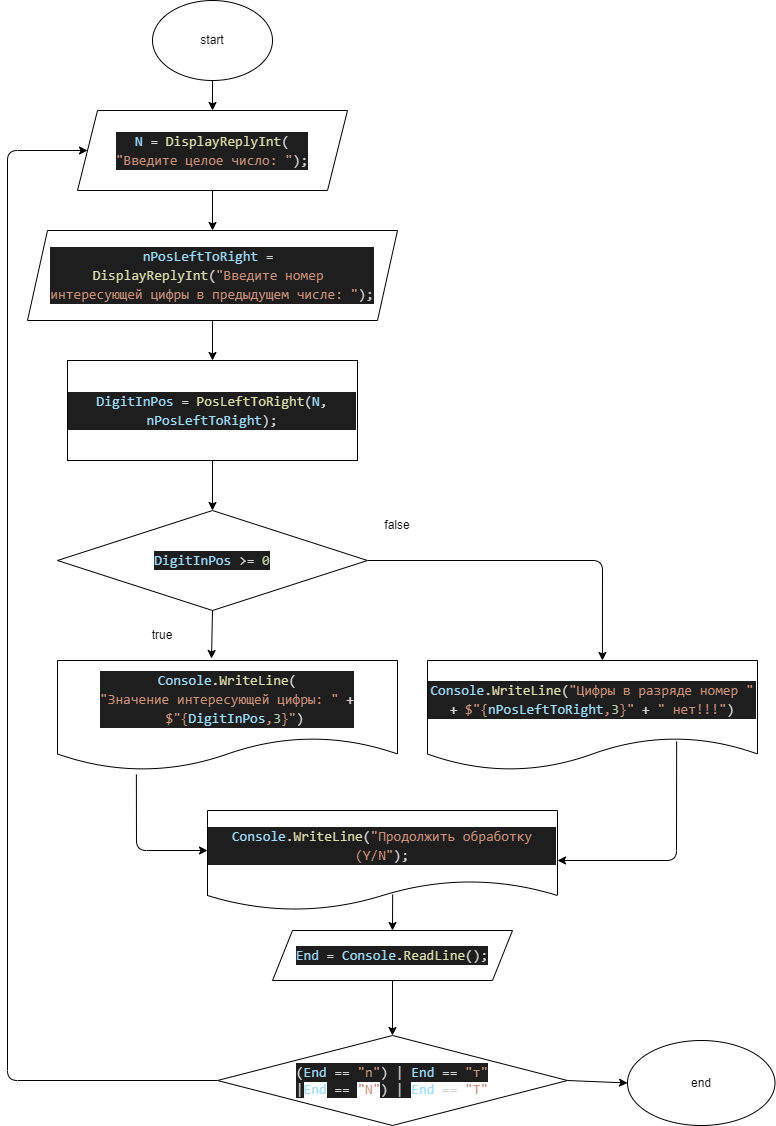 start
N = DisplayReplyInt(
"Введите целое число: ");
nPosLeftToRight =
DisplayReplyInt("Введите номер
интересующей цифры в предыдущем числе: ");
DigitInPos = PosLeftToRight(N,
nPosLeftToRight);
false
DigitInPos >= 0
true
Console.WriteLine(
"Значение интересующей цифры: " +
$"{DigitInPos,3}")
Console.WriteLine("Цифры в разряде номер "
+ $"{nPosLeftToRight,3}" + " нет!!!")
Console.WriteLine("Продолжить обработку
(Y/N");
End = Console.ReadLine();
(End == "n") | End == "т"
|End == "N") | End == "Т"
end